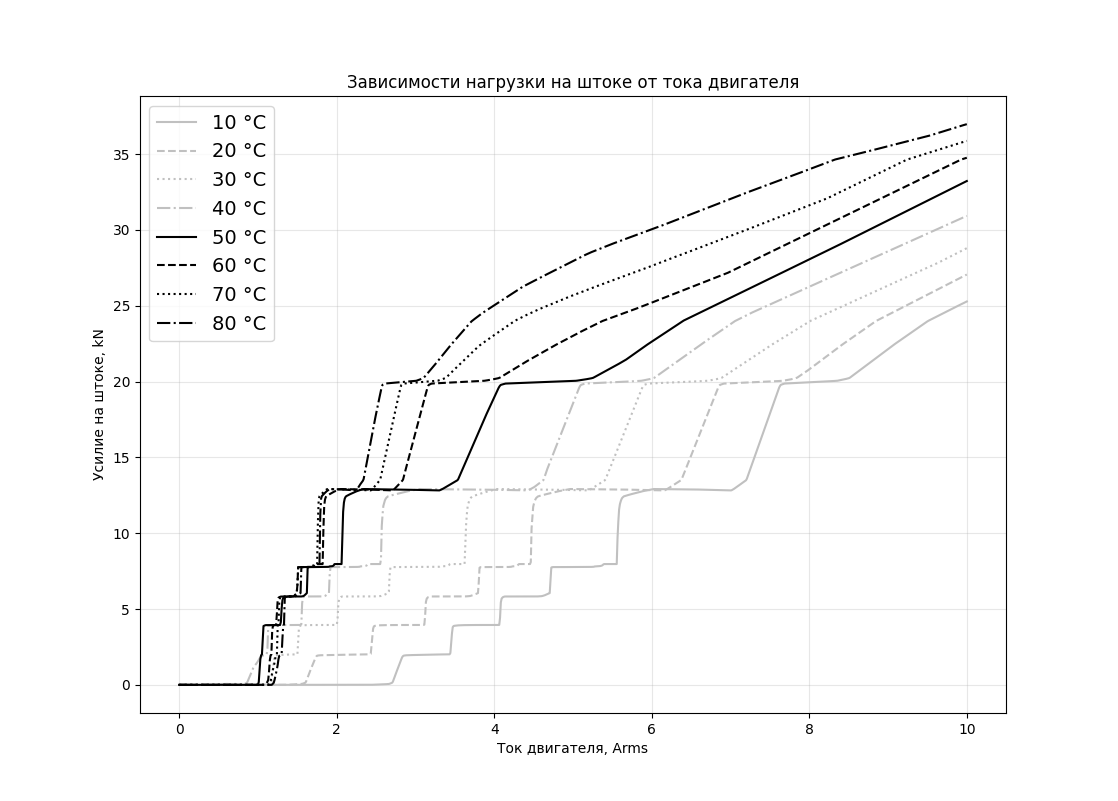 Зависимости нагрузки на штоке от тока двигателя
10 °C
20 °C
30 °C
40 °C
50 °C
60 °C
70 °C
80 °C
Усилие на штоке, kN
35
30
25
20
15
10
5
0
0 2 4 6 8 10
Ток двигателя, Arms